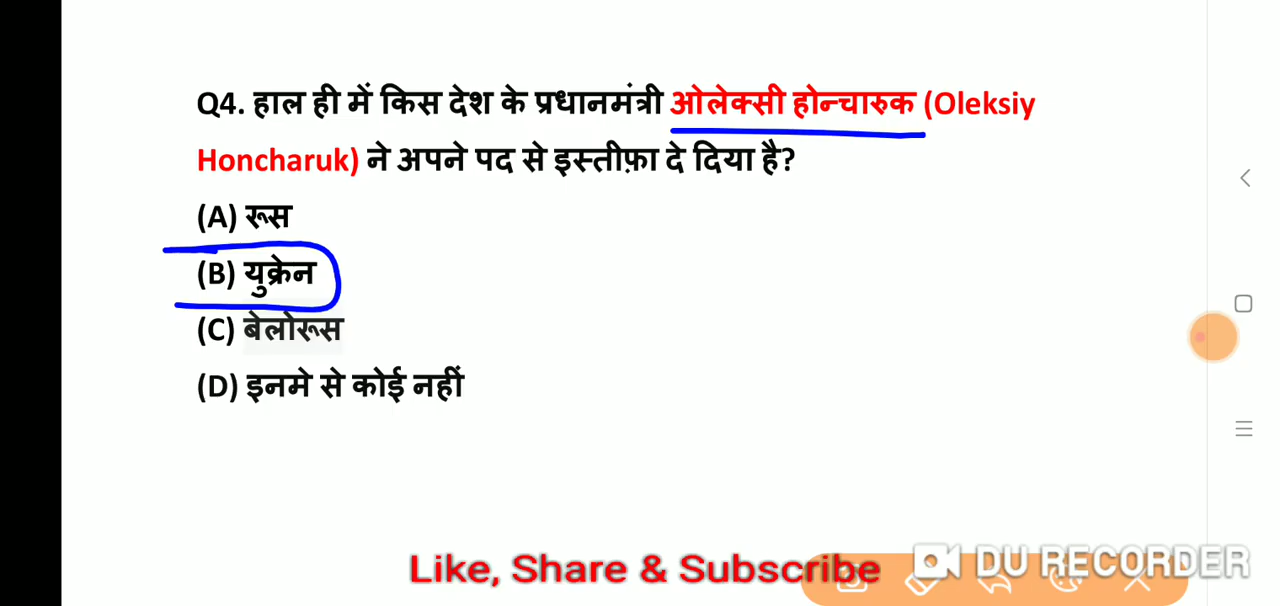 Q4. हाल ही में किस देश के प्रधानमंत्री ओलेक्सी होन्चारुक (Oleksiy
Honcharuk) ने अपने पद से इस्तीफ़ा दे दिया है?
(A) रूस
(B) युक्रेन
(C) बेलोरूस
(D) इनमे से कोई नहीं
Like, Share & Subscribe
DU RECORDER